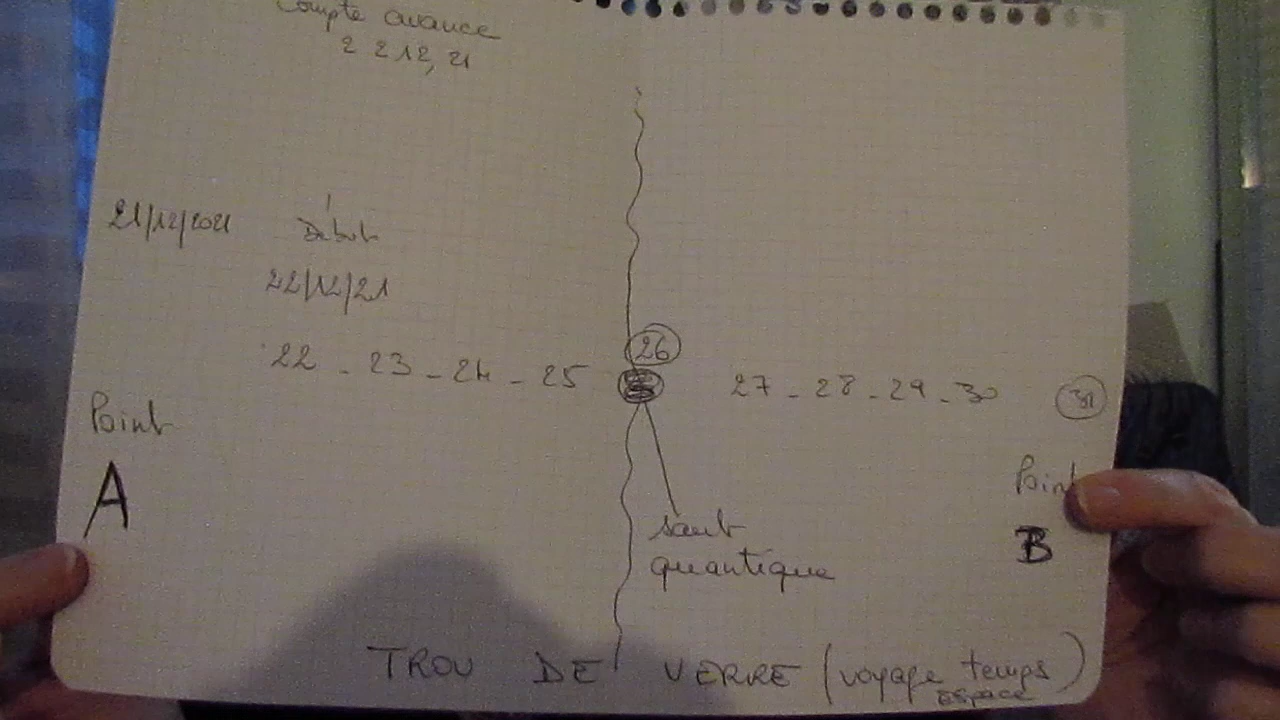 Compte avance
2 2 12, 21
21/12/2021
Début
22/12/21
22 - 23 - 24 - 25
26
27 - 28 - 29 - 30
31
Point
A
Point
B
saut
quantique
TROU DE VERRE (voyage temps)
ESPACE